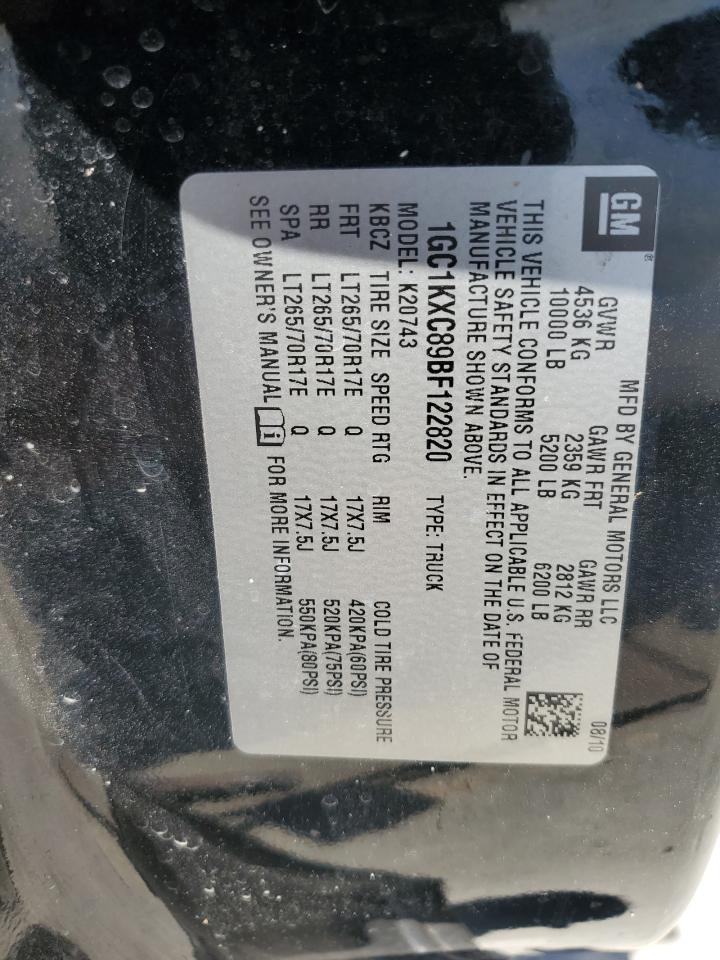 GM
MFD BY GENERAL MOTORS LLC 08/10
GVWR GAWR FRT GAWR RR
4536 KG 2359 KG 2812 KG
10000 LB 5200 LB 6200 LB
THIS VEHICLE CONFORMS TO ALL APPLICABLE U.S. FEDERAL MOTOR
VEHICLE SAFETY STANDARDS IN EFFECT ON THE DATE OF
MANUFACTURE SHOWN ABOVE.
1GC1KXC89BF122820 TYPE: TRUCK
MODEL: K20743
KBCZ TIRE SIZE SPEED RTG RIM COLD TIRE PRESSURE
FRT LT265/70R17E Q 17X7.5J 420KPA(60PSI)
RR LT265/70R17E Q 17X7.5J 520KPA(75PSI)
SPA LT265/70R17E Q 17X7.5J 550KPA(80PSI)
SEE OWNER'S MANUAL FOR MORE INFORMATION.